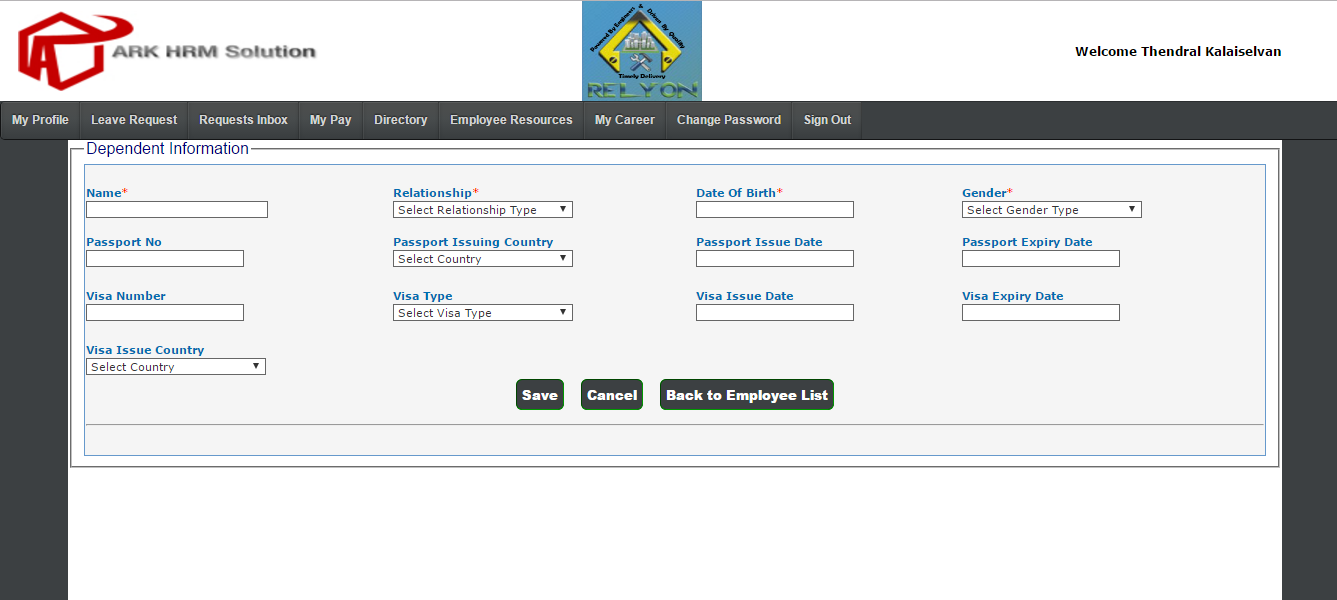 ARK HRM Solution
Powered By Engineers & Driven By Quality
Timely Delivery
RELYON
Welcome Thendral Kalaiselvan
My Profile Leave Request Requests Inbox My Pay Directory Employee Resources My Career Change Password Sign Out
Dependent Information
Name* Relationship* Date Of Birth* Gender*
Select Relationship Type Select Gender Type
Passport No Passport Issuing Country Passport Issue Date Passport Expiry Date
Select Country
Visa Number Visa Type Visa Issue Date Visa Expiry Date
Select Visa Type
Visa Issue Country
Select Country
Save Cancel Back to Employee List